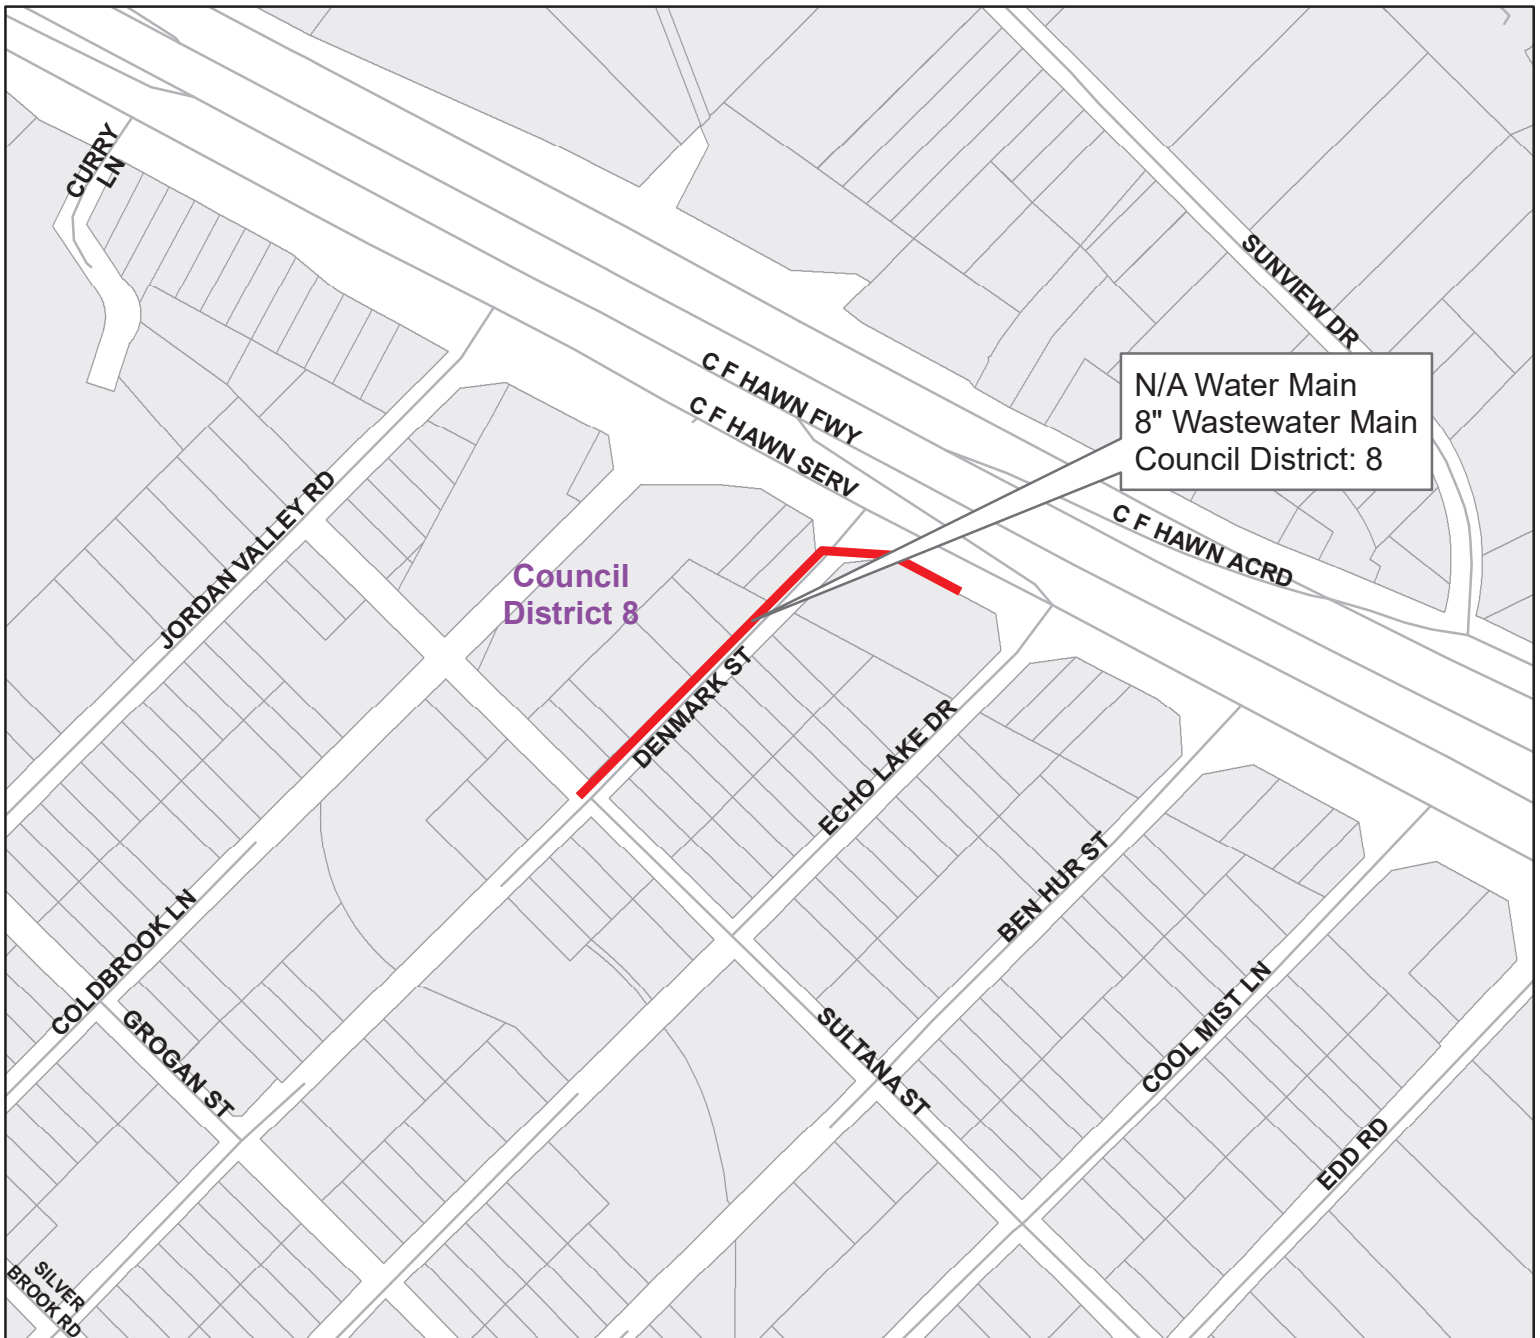 CURRY
LN
SUNVIEW DR
C F HAWN FWY
C F HAWN SERV
N/A Water Main
8" Wastewater Main
Council District: 8
C F HAWN ACRD
JORDAN VALLEY RD
Council
District 8
DENMARK ST
ECHO LAKE DR
BEN HUR ST
COLDBROOK LN
GROGAN ST
SULTANA ST
COOL MIST LN
EDD RD
SILVER
BROOK RD